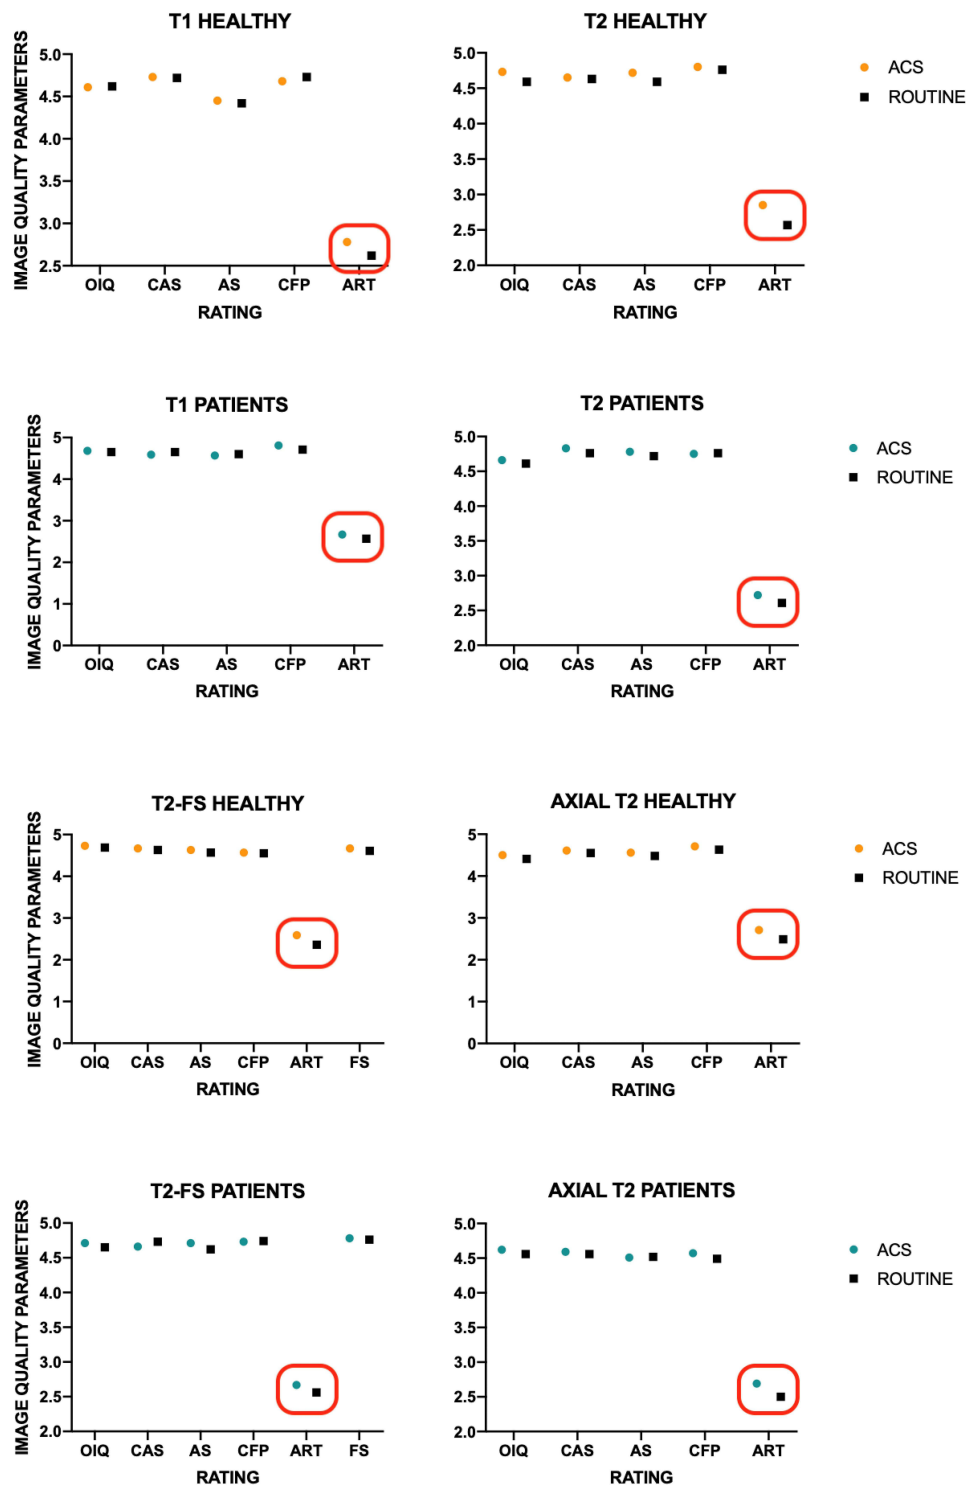 T1 HEALTHY
IMAGE QUALITY PARAMETERS
5.0
4.5
4.0
3.5
3.0
2.5
OIQ CAS AS CFP ART
RATING
T2 HEALTHY
5.0
4.5
4.0
3.5
3.0
2.5
2.0
OIQ CAS AS CFP ART
RATING
ACS
ROUTINE
T1 PATIENTS
IMAGE QUALITY PARAMETERS
5
4
3
2
1
0
OIQ CAS AS CFP ART
RATING
T2 PATIENTS
5.0
4.5
4.0
3.5
3.0
2.5
2.0
OIQ CAS AS CFP ART
RATING
ACS
ROUTINE
T2-FS HEALTHY
IMAGE QUALITY PARAMETERS
5
4
3
2
1
0
OIQ CAS AS CFP ART FS
RATING
AXIAL T2 HEALTHY
5
4
3
2
1
0
OIQ CAS AS CFP ART
RATING
ACS
ROUTINE
T2-FS PATIENTS
IMAGE QUALITY PARAMETERS
5.0
4.5
4.0
3.5
3.0
2.5
2.0
OIQ CAS AS CFP ART FS
RATING
AXIAL T2 PATIENTS
5.0
4.5
4.0
3.5
3.0
2.5
2.0
OIQ CAS AS CFP ART
RATING
ACS
ROUTINE